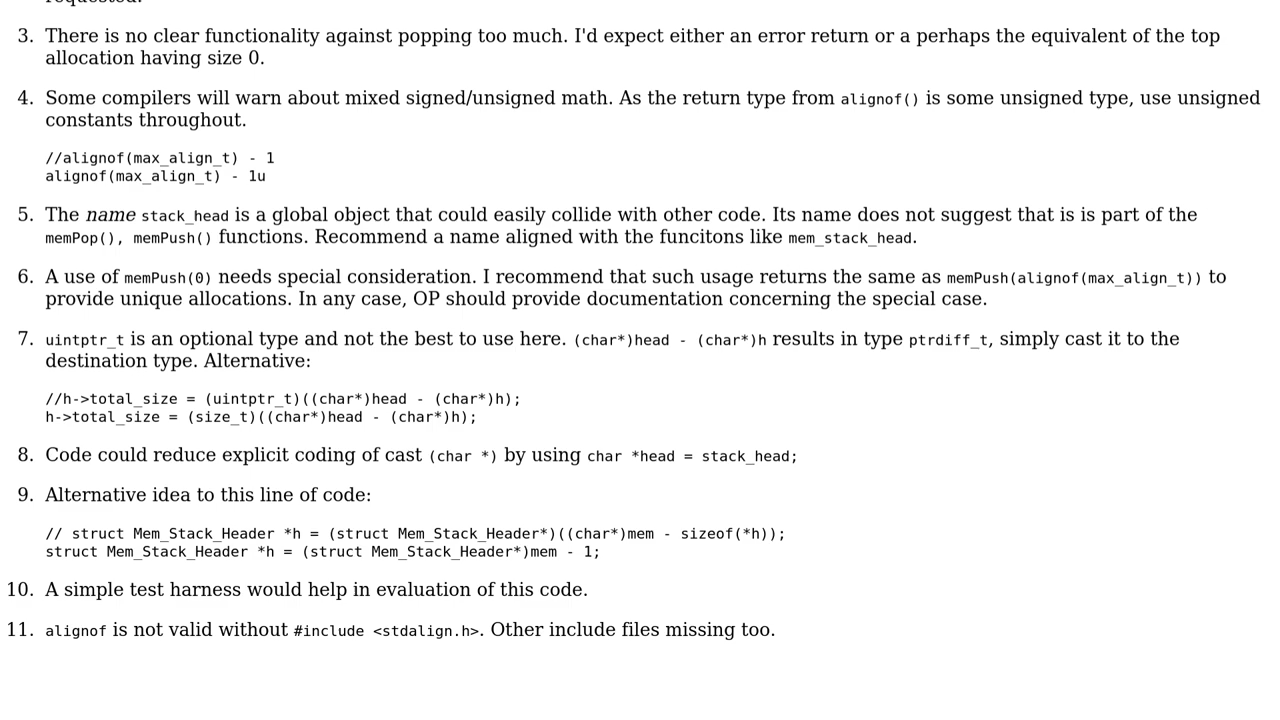 requested.
3. There is no clear functionality against popping too much. I'd expect either an error return or a perhaps the equivalent of the top
allocation having size 0.
4. Some compilers will warn about mixed signed/unsigned math. As the return type from alignof() is some unsigned type, use unsigned
constants throughout.
//alignof(max_align_t) - 1
alignof(max_align_t) - 1u
5. The name stack_head is a global object that could easily collide with other code. Its name does not suggest that is is part of the
memPop(), memPush() functions. Recommend a name aligned with the funcitons like mem_stack_head.
6. A use of memPush(0) needs special consideration. I recommend that such usage returns the same as memPush(alignof(max_align_t)) to
provide unique allocations. In any case, OP should provide documentation concerning the special case.
7. uintptr_t is an optional type and not the best to use here. (char*)head - (char*)h results in type ptrdiff_t, simply cast it to the
destination type. Alternative:
//h->total_size = (uintptr_t)((char*)head - (char*)h);
h->total_size = (size_t)((char*)head - (char*)h);
8. Code could reduce explicit coding of cast (char *) by using char *head = stack_head;
9. Alternative idea to this line of code:
// struct Mem_Stack_Header *h = (struct Mem_Stack_Header*)((char*)mem - sizeof(*h));
struct Mem_Stack_Header *h = (struct Mem_Stack_Header*)mem - 1;
10. A simple test harness would help in evaluation of this code.
11. alignof is not valid without #include <stdalign.h>. Other include files missing too.